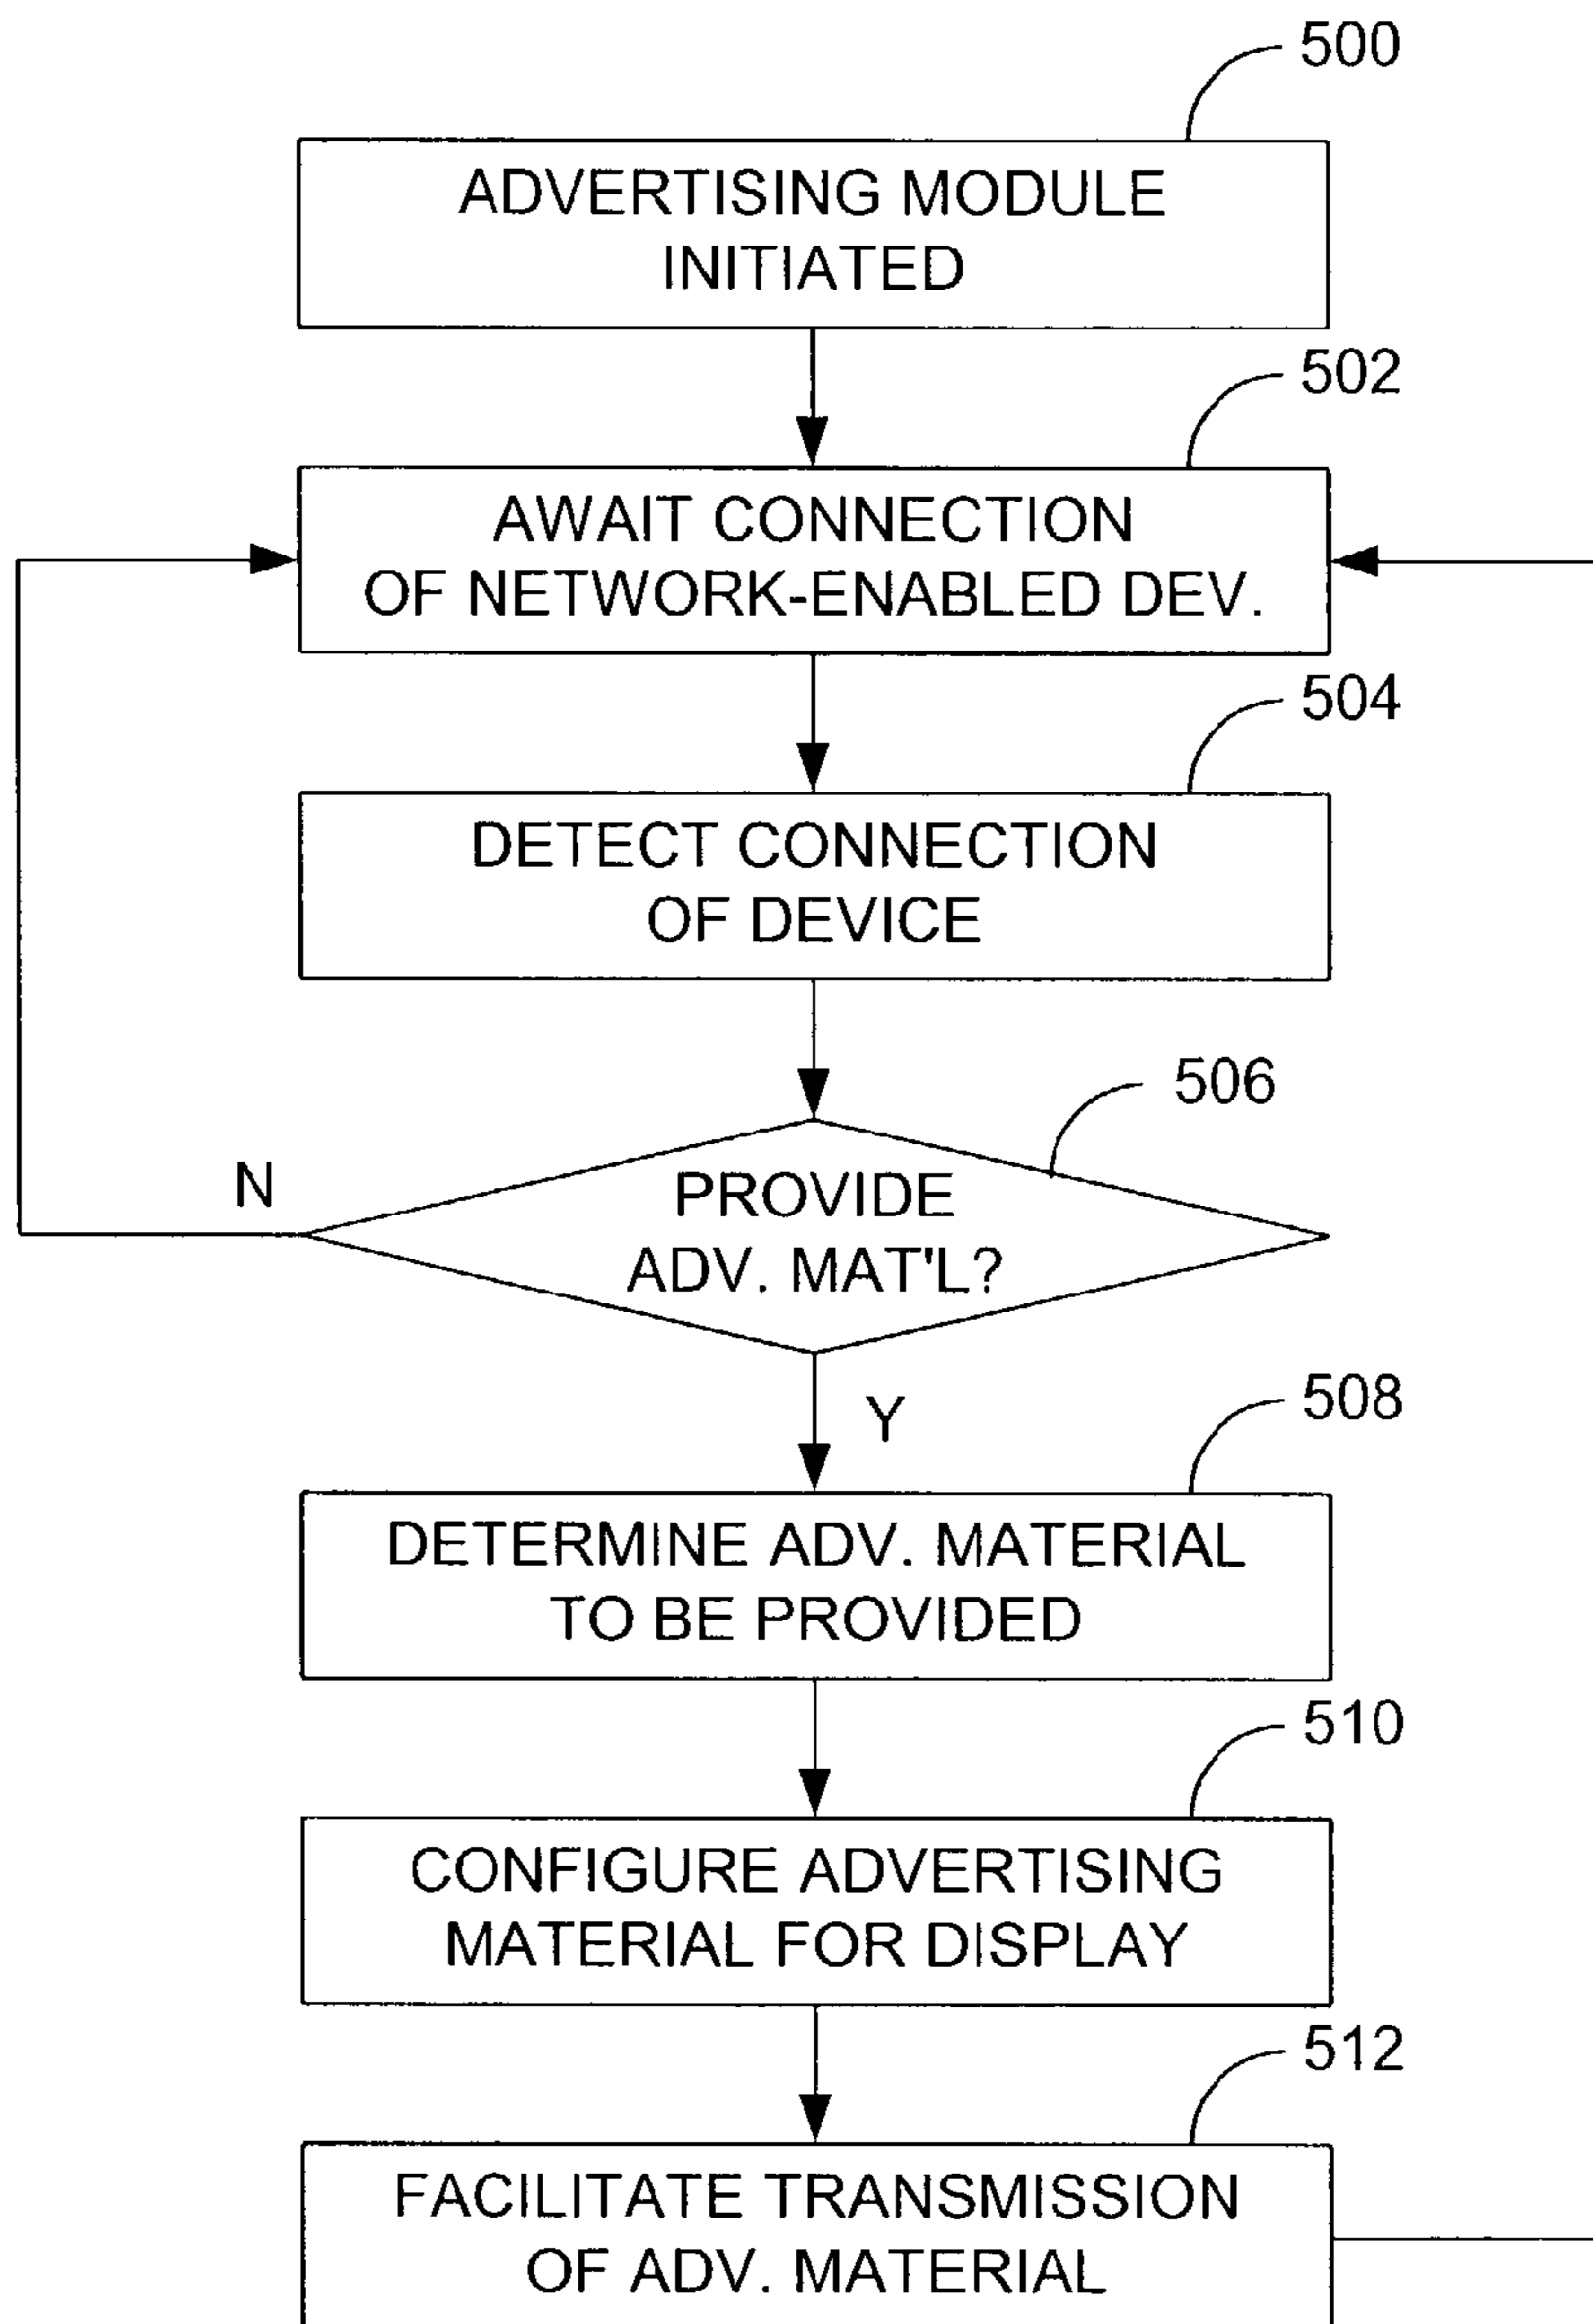 500
ADVERTISING MODULE
INITIATED
502
AWAIT CONNECTION
OF NETWORK-ENABLED DEV.
504
DETECT CONNECTION
OF DEVICE
506
N
PROVIDE
ADV. MAT'L?
Y
508
DETERMINE ADV. MATERIAL
TO BE PROVIDED
510
CONFIGURE ADVERTISING
MATERIAL FOR DISPLAY
512
FACILITATE TRANSMISSION
OF ADV. MATERIAL